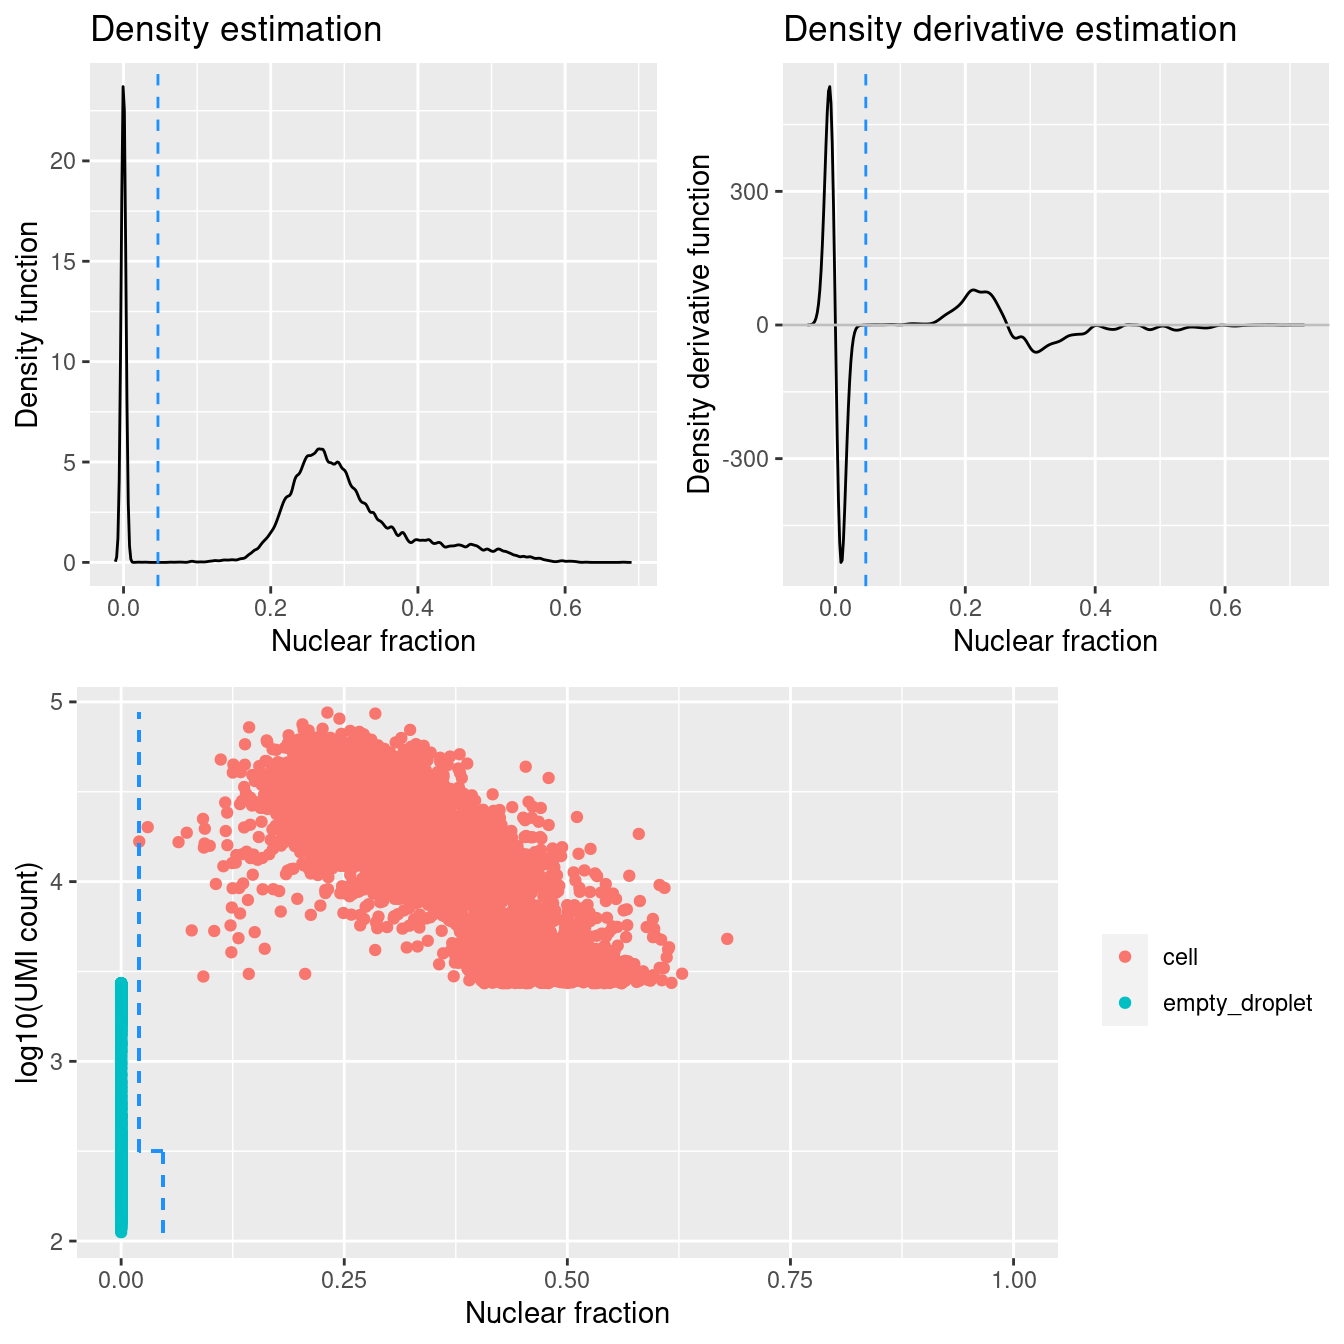 Density estimation
Density function
20
15
10
5
0
0.0 0.2 0.4 0.6
Nuclear fraction
Density derivative estimation
Density derivative function
300
0
-300
0.0 0.2 0.4 0.6
Nuclear fraction
log10(UMI count)
5
4
3
2
0.00 0.25 0.50 0.75 1.00
Nuclear fraction
cell
empty_droplet